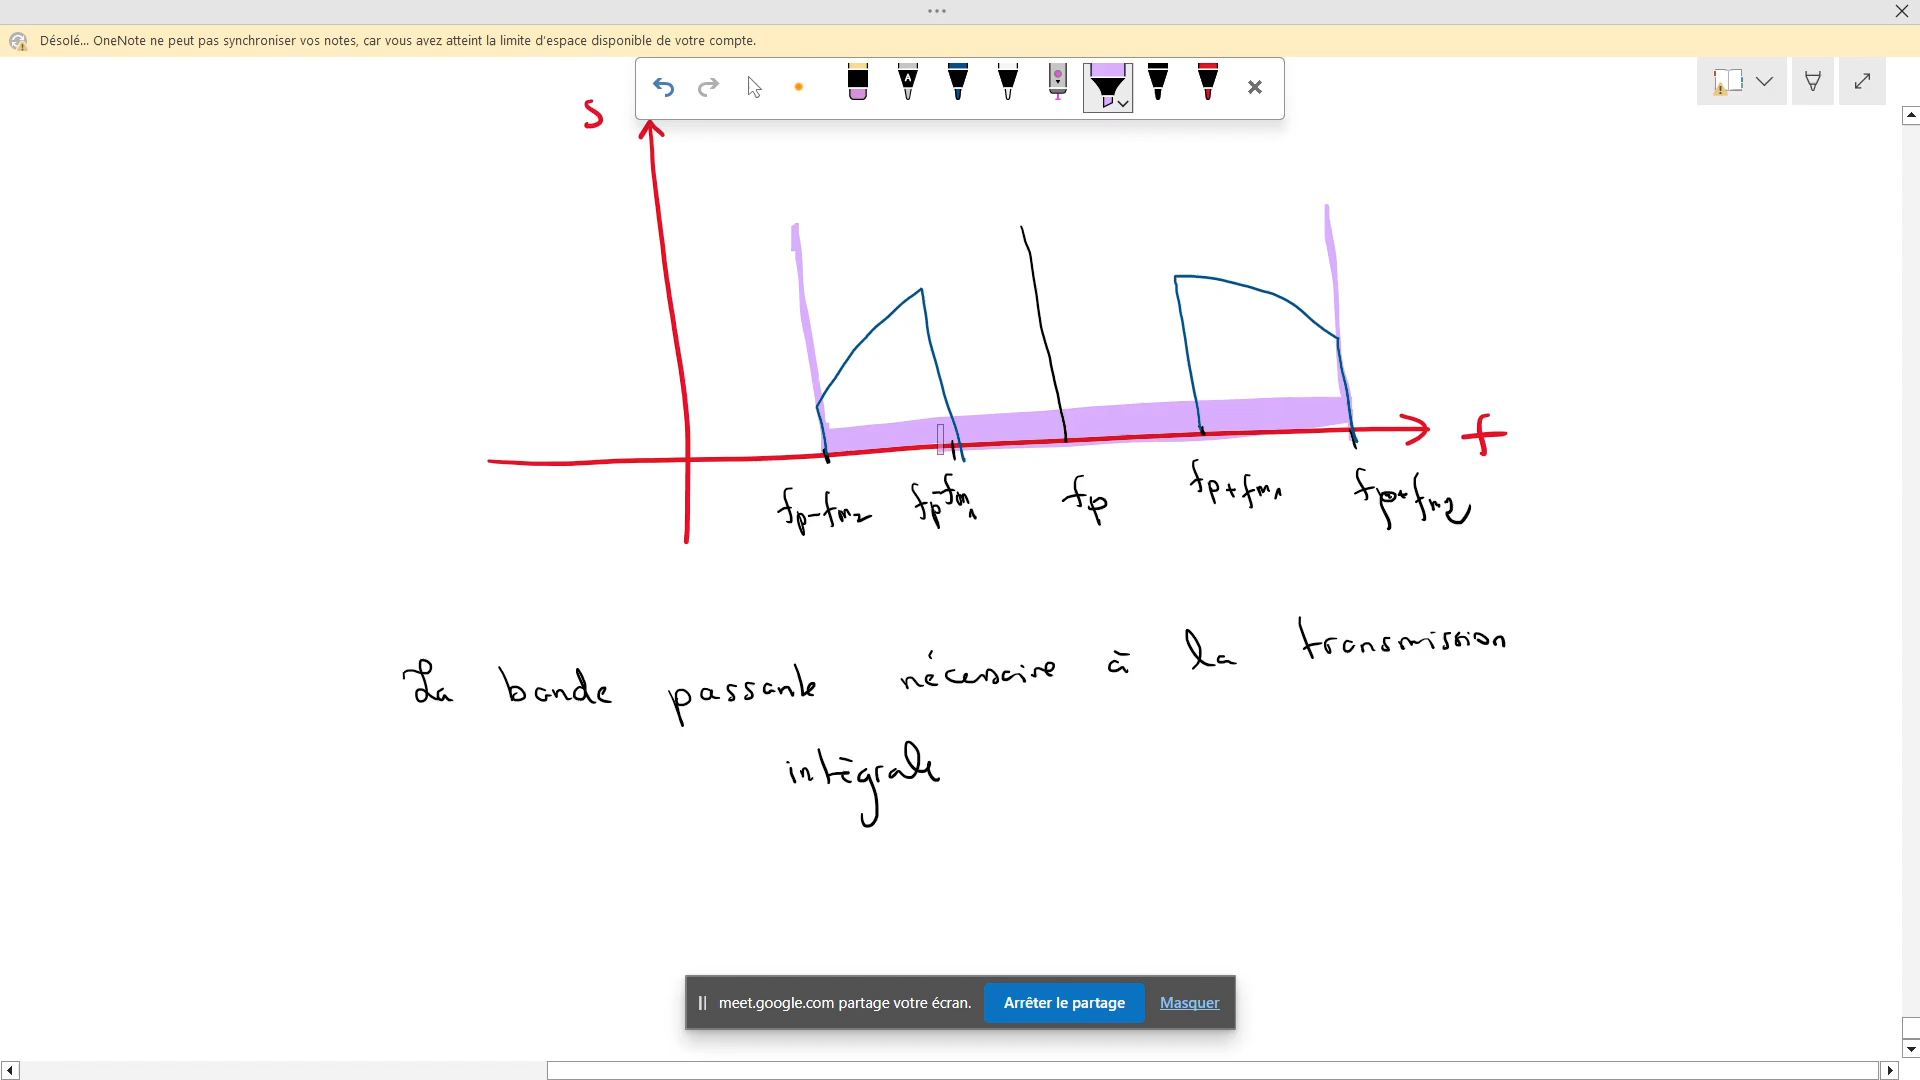 Désolé... OneNote ne peut pas synchroniser vos notes, car vous avez atteint la limite d'espace disponible de votre compte.
A
S
f
fp-fm2 fp-fm1 fp fp+fm1 fp+fm2
La bande passante nécessaire à la transmission
intégrale
meet.google.com partage votre écran. Arrêter le partage Masquer